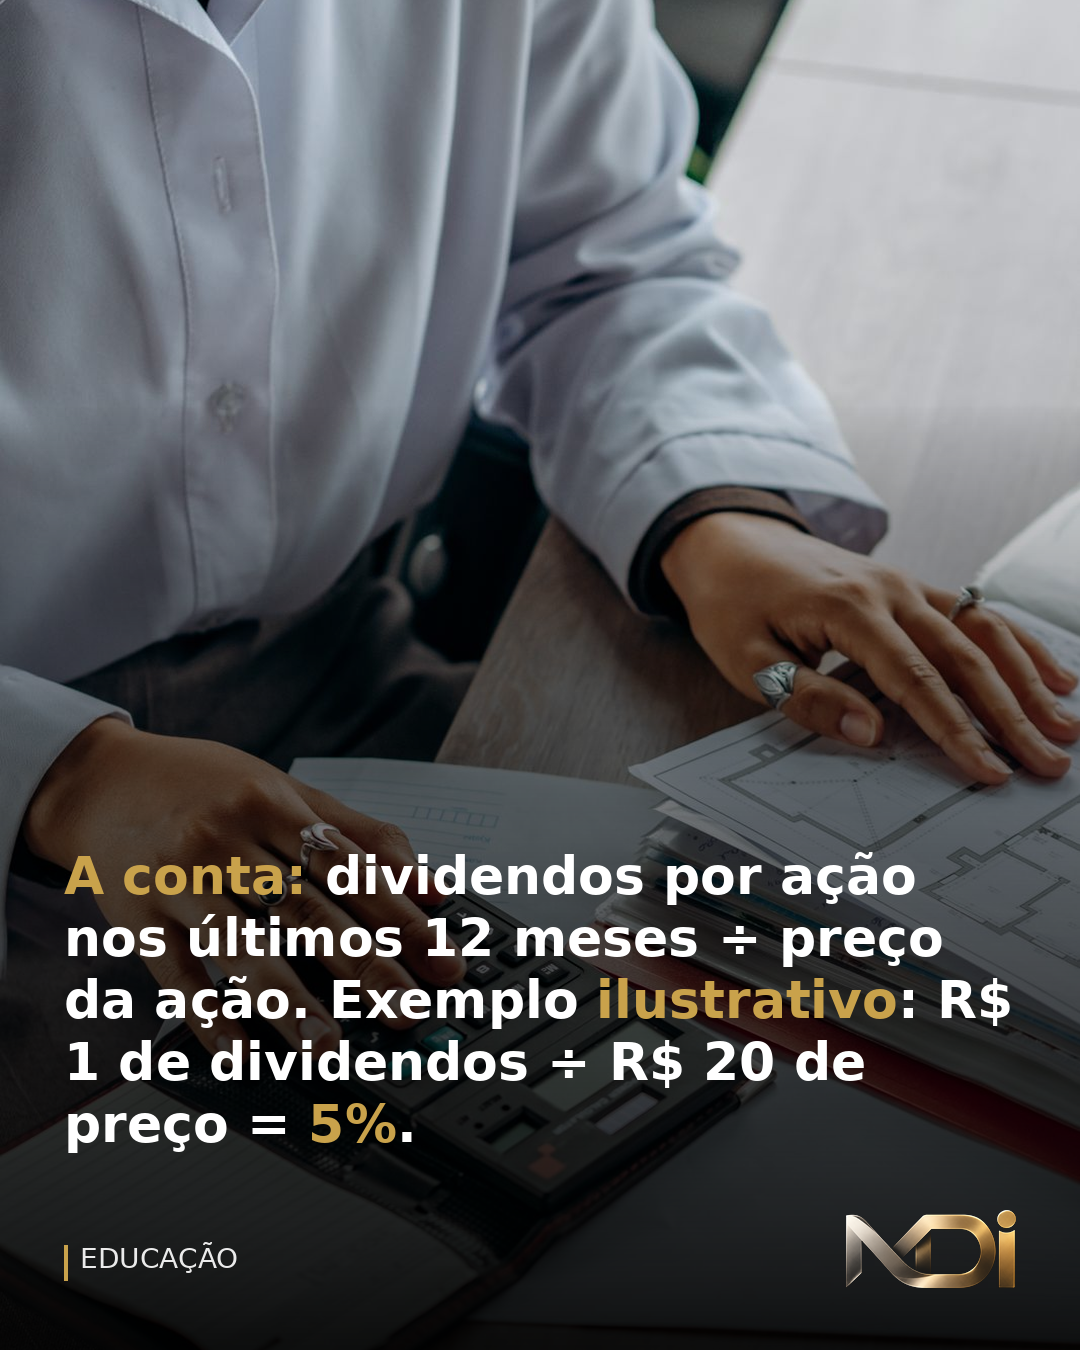 A conta: dividendos por ação
nos últimos 12 meses ÷ preço
da ação. Exemplo ilustrativo: R$
1 de dividendos ÷ R$ 20 de
preço = 5%.
EDUCAÇÃO
MDi